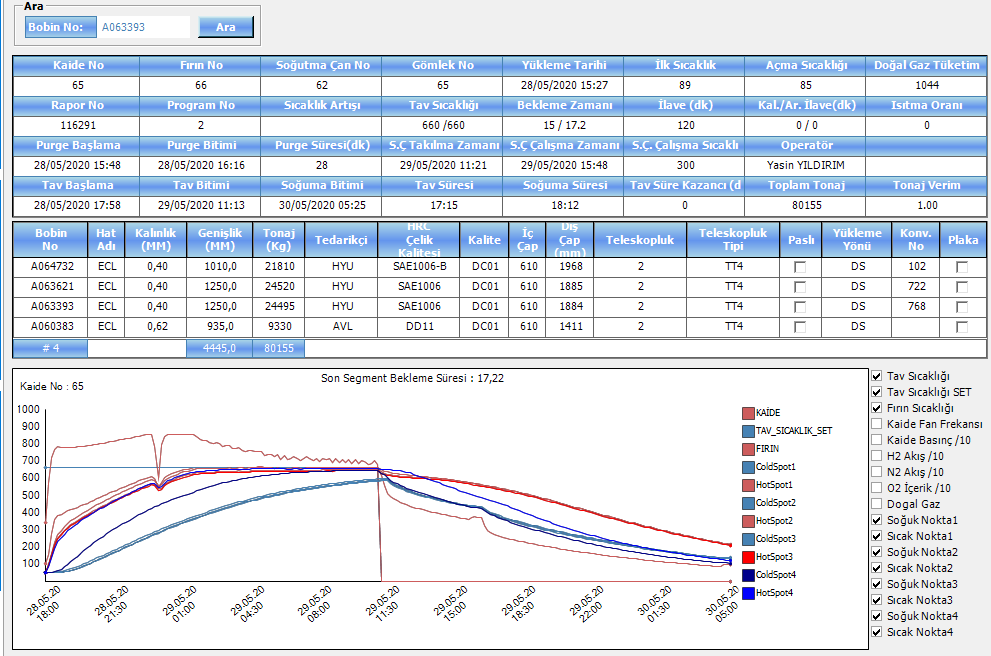 Ara
Bobin No: A063393 Ara
Kaide No Fırın No Soğutma Çan No Gömlek No Yükleme Tarihi İlk Sıcaklık Açma Sıcaklığı Doğal Gaz Tüketim
65 66 62 65 28/05/2020 15:27 89 85 1044
Rapor No Program No Sıcaklık Artışı Tav Sıcaklığı Bekleme Zamanı İlave (dk) Kal./Ar. İlave(dk) Isıtma Oranı
116291 2 660 /660 15 / 17.2 120 0 / 0 0
Purge Başlama Purge Bitimi Purge Süresi(dk) S.Ç Takılma Zamanı S.Ç Çalışma Zamanı S.Ç. Çalışma Sıcaklı Operatör
28/05/2020 15:48 28/05/2020 16:16 28 29/05/2020 11:21 29/05/2020 15:48 300 Yasin YILDIRIM
Tav Başlama Tav Bitimi Soğuma Bitimi Tav Süresi Soğuma Süresi Tav Süre Kazancı (d Toplam Tonaj Tonaj Verim
28/05/2020 17:58 29/05/2020 11:13 30/05/2020 05:25 17:15 18:12 0 80155 1.00
Bobin No Hat Adı Kalınlık (MM) Genişlik (MM) Tonaj (Kg) Tedarikçi HRC Çelik Kalitesi Kalite İç Çap Dış Çap (mm) Teleskopluk Teleskopluk Tipi Paslı Yükleme Yönü Konv. No Plaka
A064732 ECL 0,40 1010,0 21810 HYU SAE1006-B DC01 610 1968 2 TT4 DS 102
A063621 ECL 0,40 1250,0 24520 HYU SAE1006 DC01 610 1885 2 TT4 DS 722
A063393 ECL 0,40 1250,0 24495 HYU SAE1006 DC01 610 1884 2 TT4 DS 768
A060383 ECL 0,62 935,0 9330 AVL DD11 DC01 610 1411 2 TT4 DS
# 4 4445,0 80155
Kaide No : 65
Son Segment Bekleme Süresi : 17,22
1000
900
800
700
600
500
400
300
200
100
28.05.20 18:00
28.05.20 21:30
29.05.20 01:00
29.05.20 04:30
29.05.20 08:00
29.05.20 11:30
29.05.20 15:00
29.05.20 18:30
29.05.20 22:00
30.05.20 01:30
30.05.20 05:00
KAİDE
TAV_SICAKLIK_SET
FIRIN
ColdSpot1
HotSpot1
ColdSpot2
HotSpot2
ColdSpot3
HotSpot3
ColdSpot4
HotSpot4
Tav Sıcaklığı
Tav Sıcaklığı SET
Fırın Sıcaklığı
Kaide Fan Frekansı
Kaide Basınç /10
H2 Akış /10
N2 Akış /10
O2 İçerik /10
Dogal Gaz
Soğuk Nokta1
Sıcak Nokta1
Soğuk Nokta2
Sıcak Nokta2
Soğuk Nokta3
Sıcak Nokta3
Soğuk Nokta4
Sıcak Nokta4